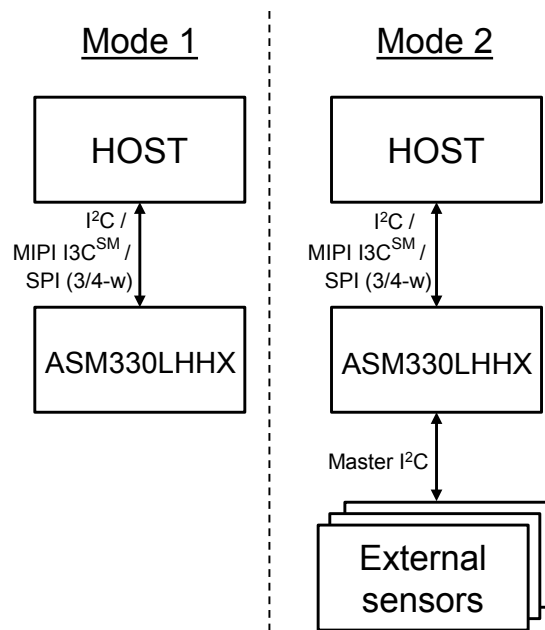 Mode 1
HOST
I²C /
MIPI I3C^SM /
SPI (3/4-w)
ASM330LHHX
Mode 2
HOST
I²C /
MIPI I3C^SM /
SPI (3/4-w)
ASM330LHHX
Master I²C
External
sensors